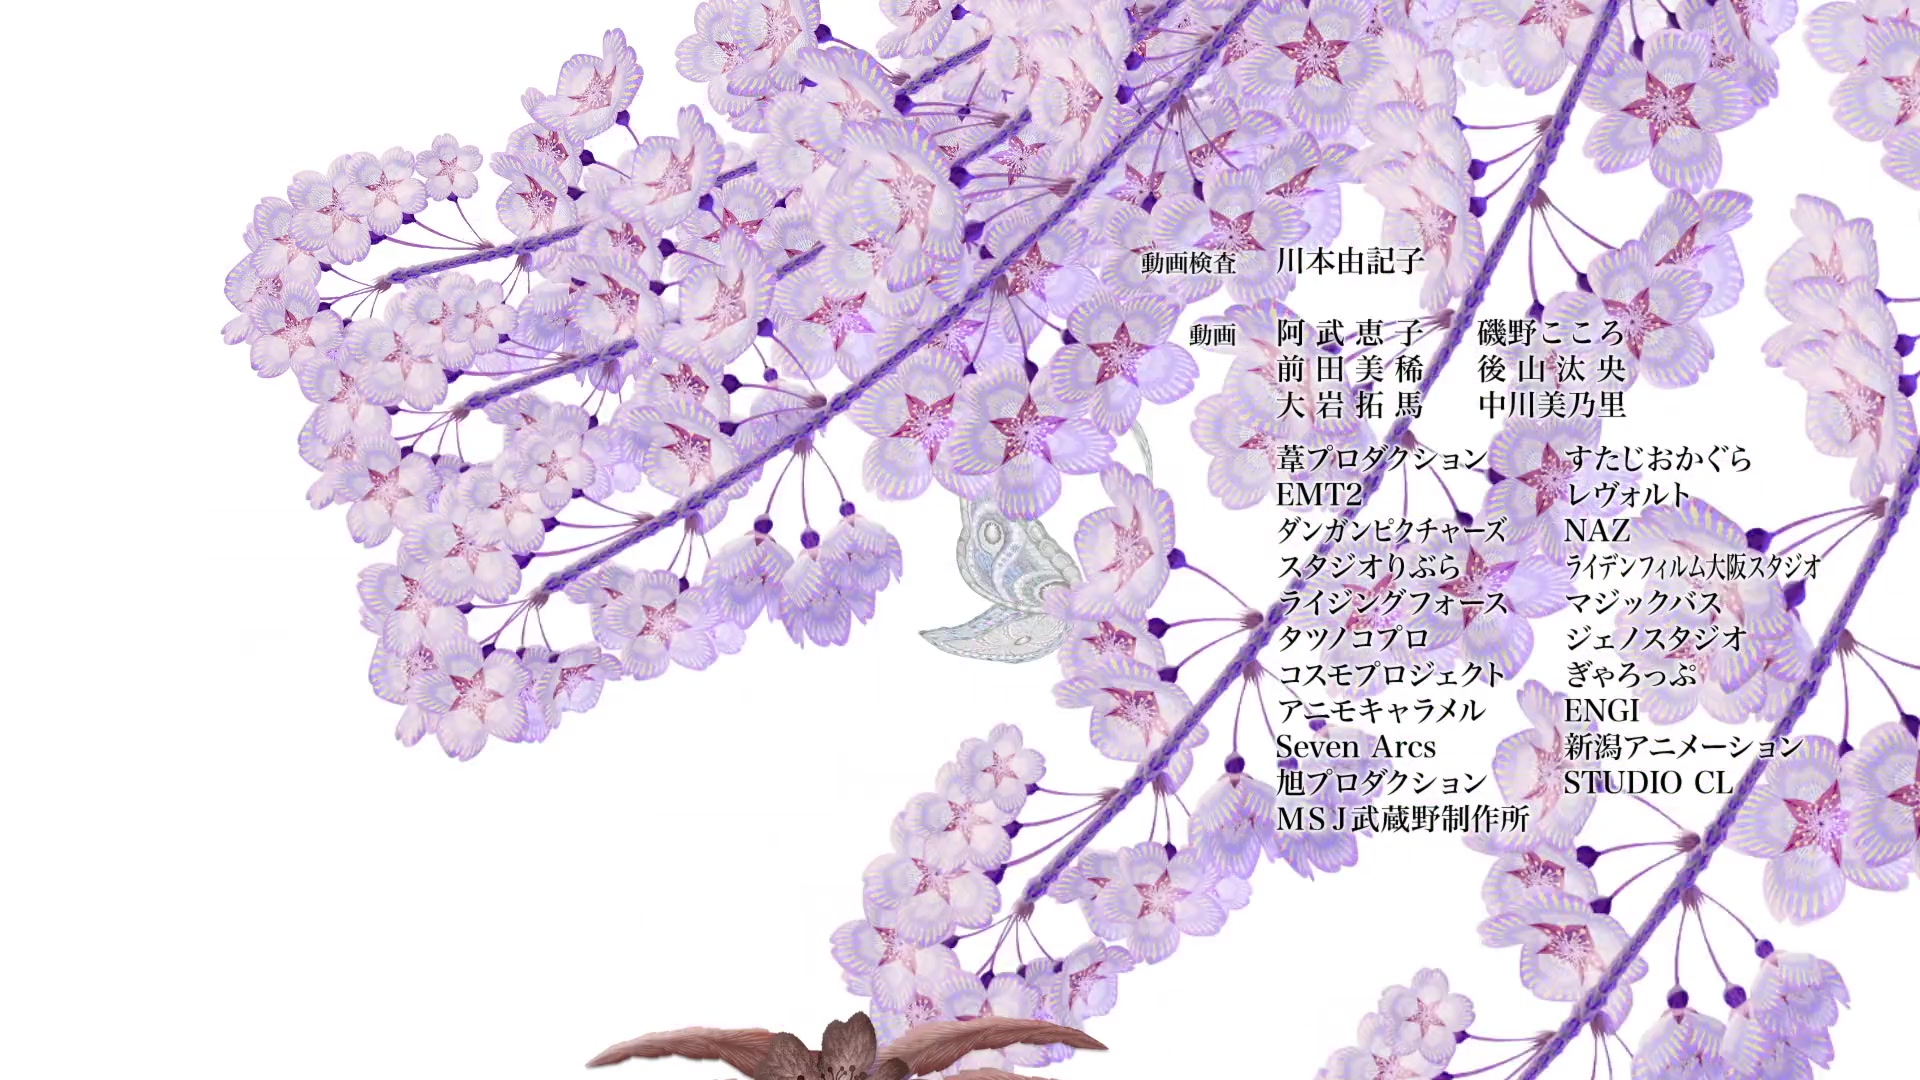 動画検査 川本由記子
動画 阿武恵子 磯野こころ
前田美稀 後山汰央
大岩拓馬 中川美乃里
葦プロダクション すたじおかぐら
EMT2 レヴォルト
ダンガンピクチャーズ NAZ
スタジオりぶら ライデンフィルム大阪スタジオ
ライジングフォース マジックバス
タツノコプロ ジェノスタジオ
コスモプロジェクト ぎゃろっぷ
アニモキャラメル ENGI
Seven Arcs 新潟アニメーション
旭プロダクション STUDIO CL
ＭＳＪ武蔵野制作所